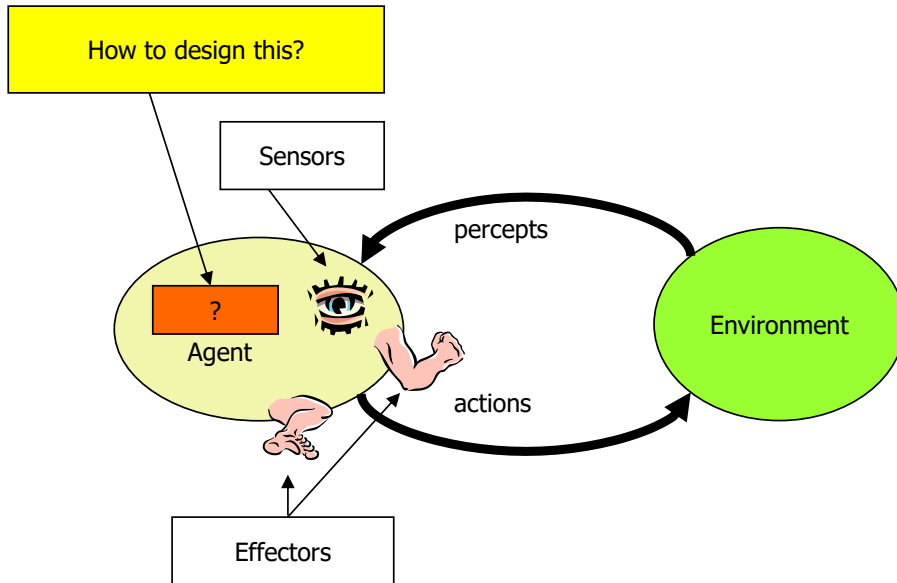 How to design this?
Sensors
percepts
?
Agent
Environment
actions
Effectors